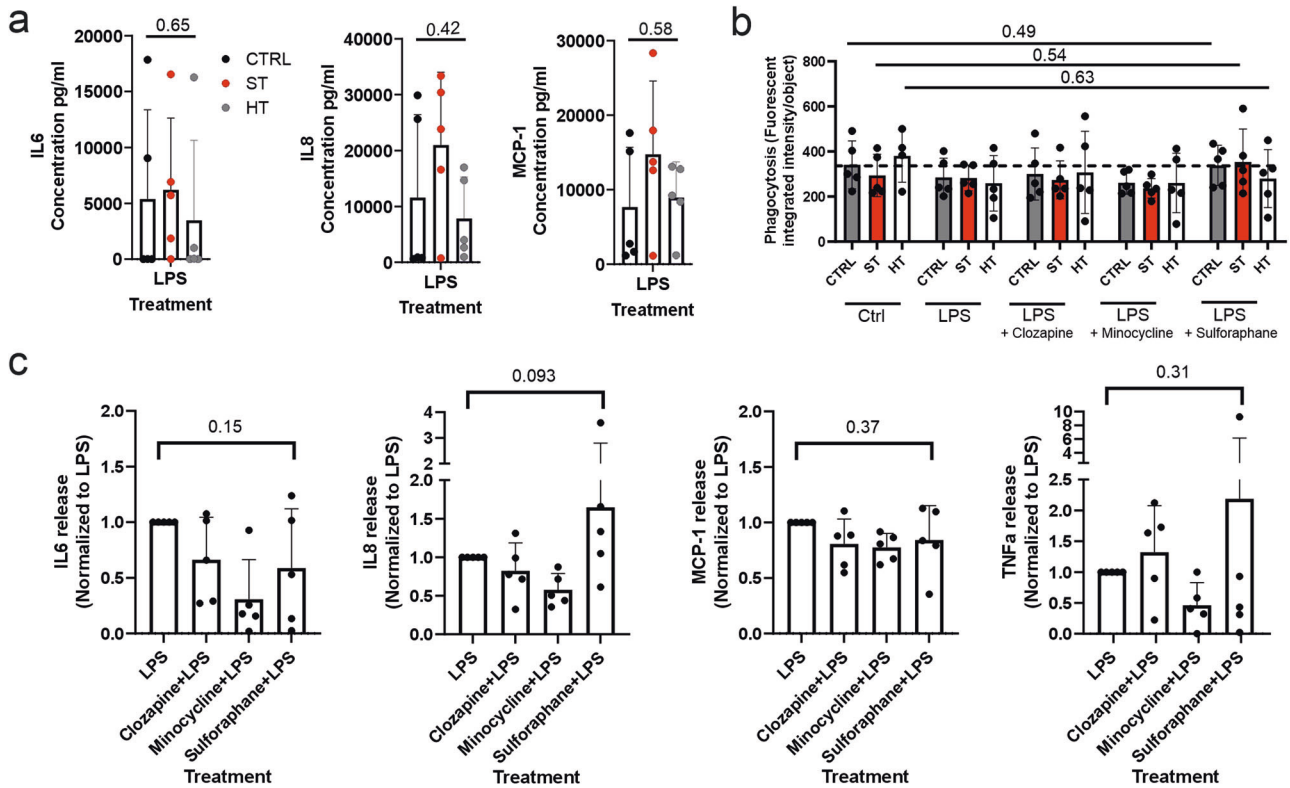 a
0.65
20000
15000
10000
5000
0
IL6
Concentration pg/ml
LPS
Treatment
CTRL
ST
HT
0.42
40000
30000
20000
10000
0
IL8
Concentration pg/ml
LPS
Treatment
0.58
30000
20000
10000
0
MCP-1
Concentration pg/ml
LPS
Treatment
b
0.49
0.54
0.63
800
600
400
200
0
Phagocytosis (Fluorescent
integrated intensity/object)
CTRL ST HT CTRL ST HT CTRL ST HT CTRL ST HT CTRL ST HT
Ctrl LPS LPS LPS LPS
+ Clozapine + Minocycline + Sulforaphane
c
0.15
2.0
1.5
1.0
0.5
0.0
IL6 release
(Normalized to LPS)
LPS
Clozapine+LPS
Minocycline+LPS
Sulforaphane+LPS
Treatment
0.093
4
3
2
2.0
1.5
1.0
0.5
0.0
IL8 release
(Normalized to LPS)
LPS
Clozapine+LPS
Minocycline+LPS
Sulforaphane+LPS
Treatment
0.37
2.0
1.5
1.0
0.5
0.0
MCP-1 release
(Normalized to LPS)
LPS
Clozapine+LPS
Minocycline+LPS
Sulforaphane+LPS
Treatment
0.31
10
8
6
4
2.5
2.0
1.5
1.0
0.5
0.0
TNFa release
(Normalized to LPS)
LPS
Clozapine+LPS
Minocycline+LPS
Sulforaphane+LPS
Treatment